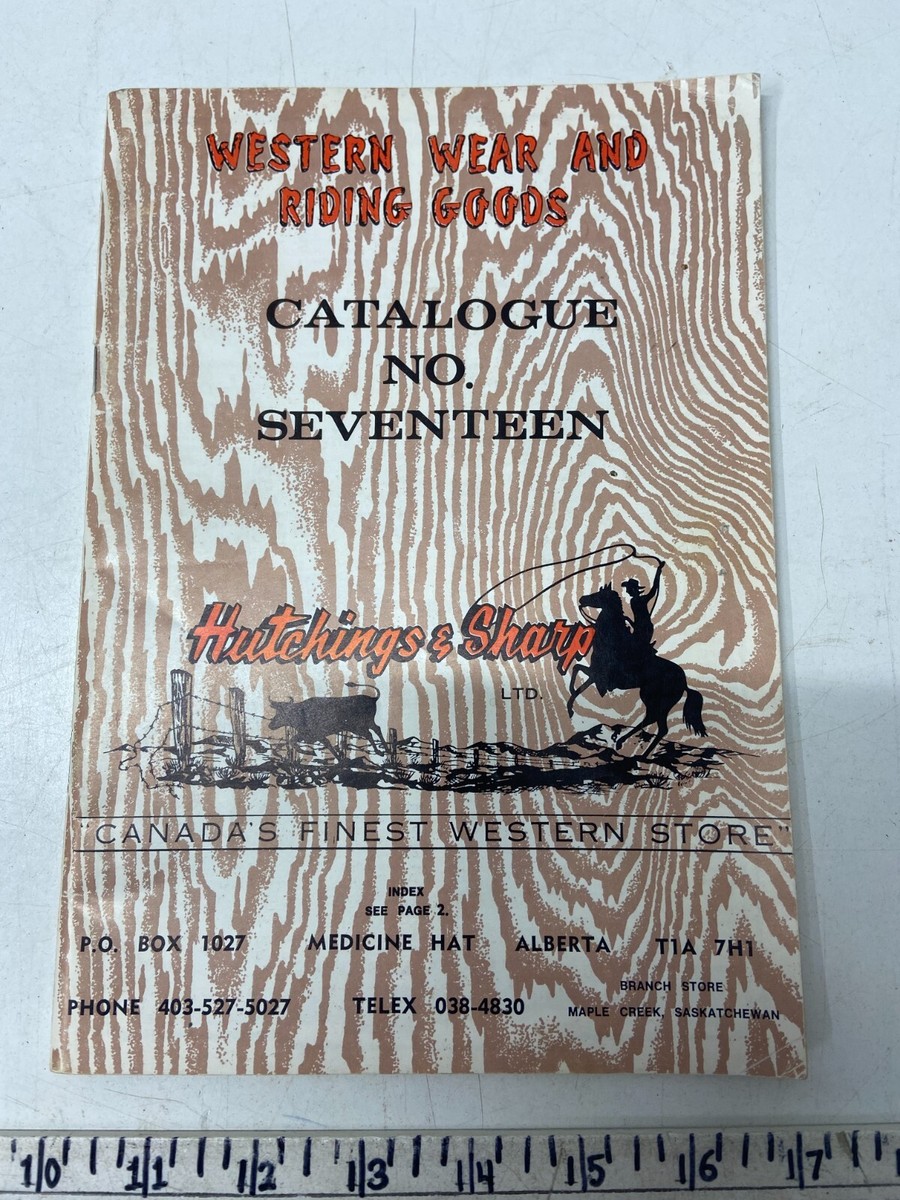 WESTERN WEAR AND
RIDING GOODS
CATALOGUE
NO.
SEVENTEEN
Hutchings & Sharp
LTD.
"CANADA'S FINEST WESTERN STORE"
INDEX
SEE PAGE 2.
P.O. BOX 1027 MEDICINE HAT ALBERTA T1A 7H1
BRANCH STORE
PHONE 403-527-5027 TELEX 038-4830 MAPLE CREEK, SASKATCHEWAN
10 11 12 13 14 15 16 17